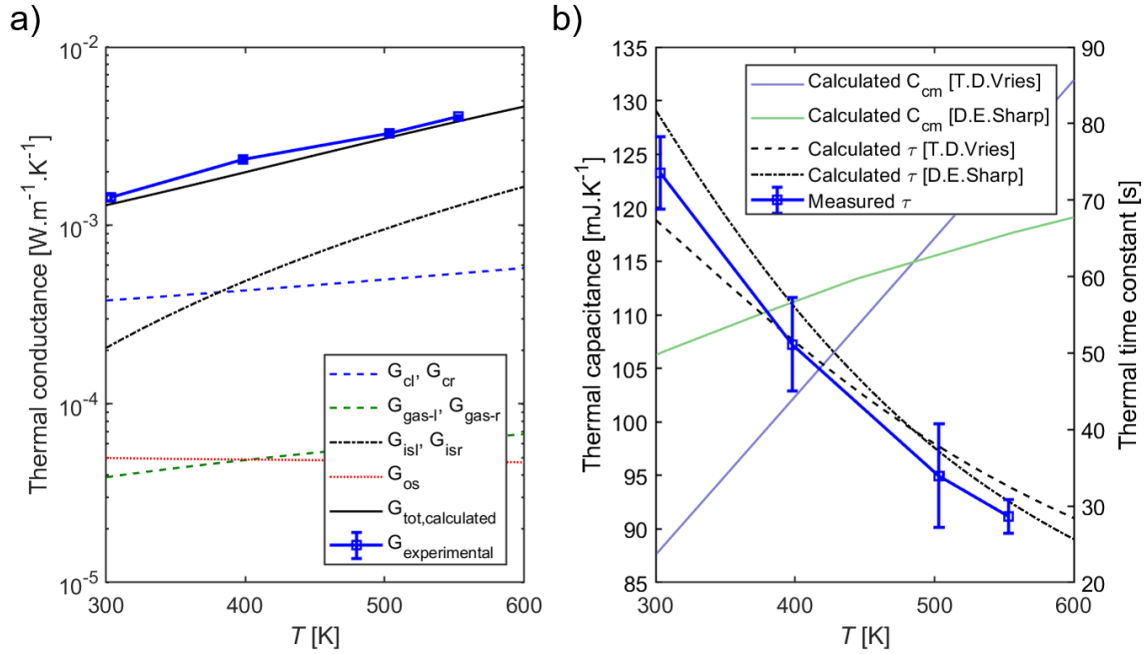 a)
Thermal conductance [W.m⁻¹.K⁻¹]
10⁻²
10⁻³
10⁻⁴
10⁻⁵
G_cl, G_cr
G_gas-l, G_gas-r
G_isl, G_isr
G_os
G_tot,calculated
G_experimental
300 400 500 600
T [K]
b)
Thermal capacitance [mJ.K⁻¹]
135
130
125
120
115
110
105
100
95
90
85
Calculated C_cm [T.D.Vries]
Calculated C_cm [D.E.Sharp]
Calculated τ [T.D.Vries]
Calculated τ [D.E.Sharp]
Measured τ
90
80
70
60
50
40
30
20
Thermal time constant [s]
300 400 500 600
T [K]